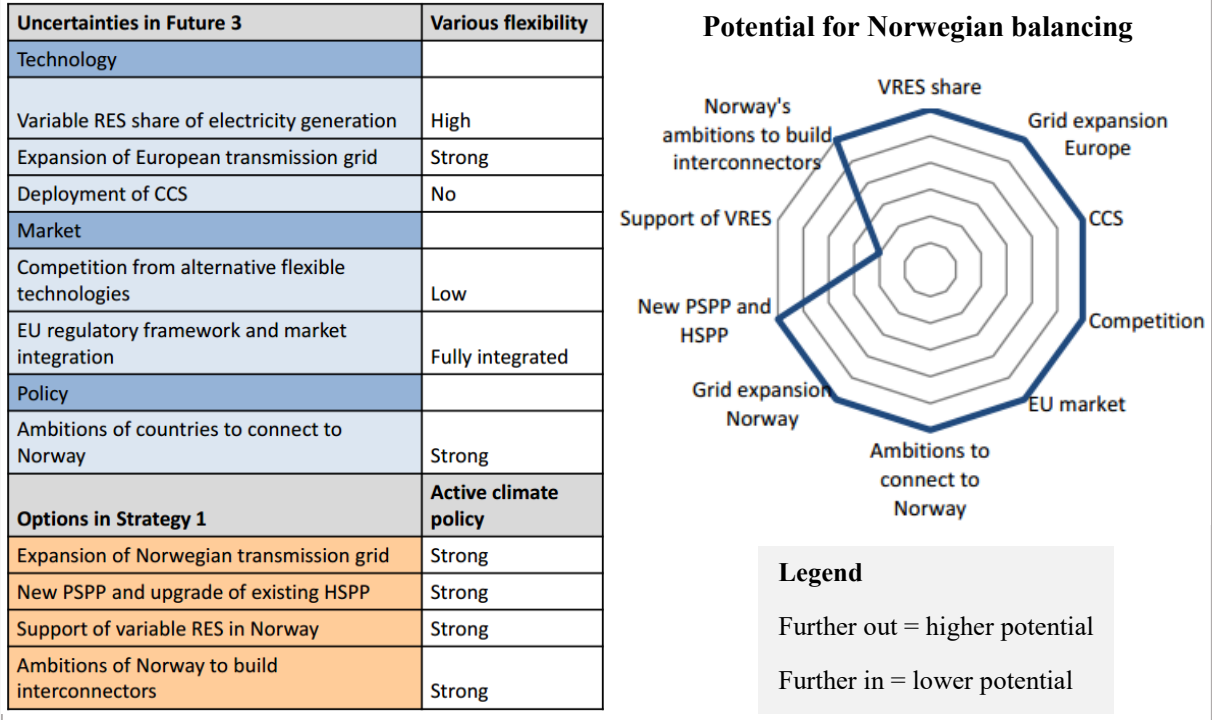 Uncertainties in Future 3 Various flexibility
Technology
Variable RES share of electricity generation High
Expansion of European transmission grid Strong
Deployment of CCS No
Market
Competition from alternative flexible
technologies Low
EU regulatory framework and market
integration Fully integrated
Policy
Ambitions of countries to connect to
Norway Strong
Options in Strategy 1 Active climate
policy
Expansion of Norwegian transmission grid Strong
New PSPP and upgrade of existing HSPP Strong
Support of variable RES in Norway Strong
Ambitions of Norway to build
interconnectors Strong
Potential for Norwegian balancing
VRES share
Grid expansion
Europe
CCS
Competition
EU market
Ambitions to
connect to
Norway
Grid expansion
Norway
New PSPP and
HSPP
Support of VRES
Norway's
ambitions to build
interconnectors
Legend
Further out = higher potential
Further in = lower potential